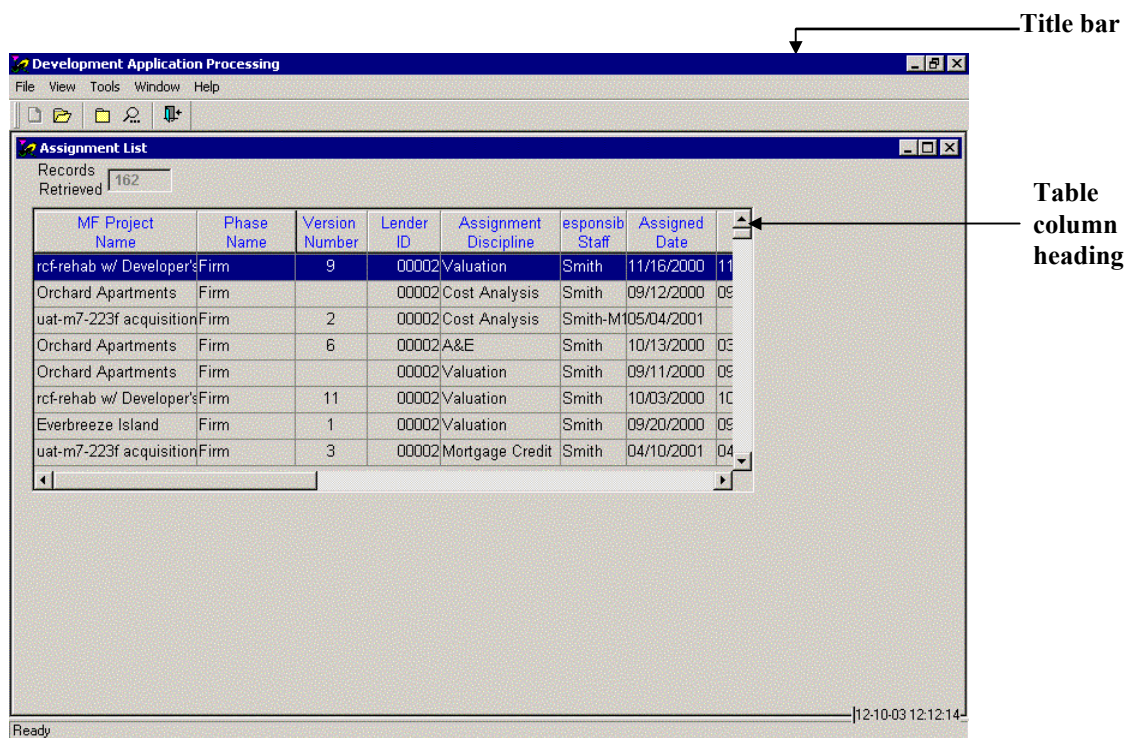 Title bar
Development Application Processing
File View Tools Window Help
Assignment List
Records
Retrieved 162
Table
column
heading
MF Project Name Phase Name Version Number Lender ID Assignment Discipline esponsib Staff Assigned Date
rcf-rehab w/ Developer's Firm 9 00002 Valuation Smith 11/16/2000 11
Orchard Apartments Firm 00002 Cost Analysis Smith 09/12/2000 09
uat-m7-223f acquisition Firm 2 00002 Cost Analysis Smith-M1 05/04/2001
Orchard Apartments Firm 6 00002 A&E Smith 10/13/2000 03
Orchard Apartments Firm 00002 Valuation Smith 09/11/2000 09
rcf-rehab w/ Developer's Firm 11 00002 Valuation Smith 10/03/2000 10
Everbreeze Island Firm 1 00002 Valuation Smith 09/20/2000 09
uat-m7-223f acquisition Firm 3 00002 Mortgage Credit Smith 04/10/2001 04
12-10-03 12:12:14
Ready